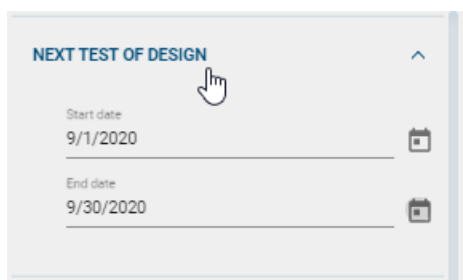 NEXT TEST OF DESIGN
Start date
9/1/2020
End date
9/30/2020